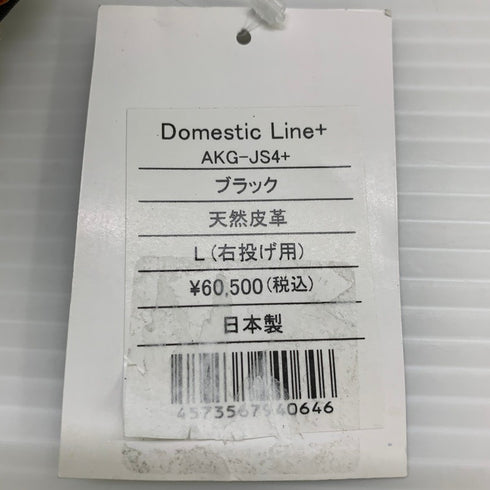 Domestic Line+
AKG-JS4+
ブラック
天然皮革
L(右投げ用)
¥60,500(税込)
日本製
4573567940646